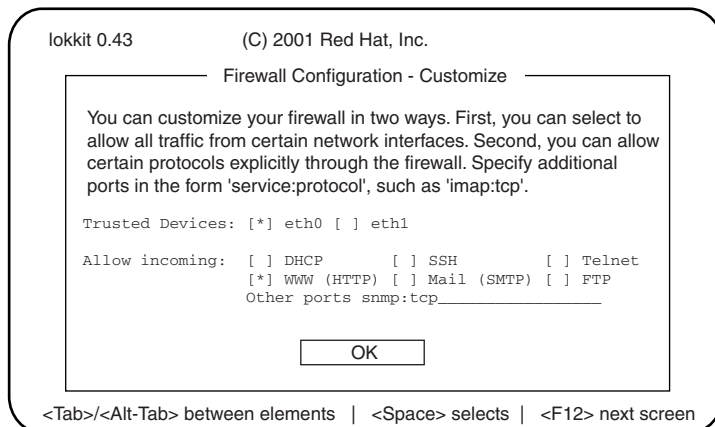 lokkit 0.43 (C) 2001 Red Hat, Inc.
Firewall Configuration - Customize
You can customize your firewall in two ways. First, you can select to
allow all traffic from certain network interfaces. Second, you can allow
certain protocols explicitly through the firewall. Specify additional
ports in the form 'service:protocol', such as 'imap:tcp'.
Trusted Devices: [*] eth0 [ ] eth1
Allow incoming: [ ] DHCP [ ] SSH [ ] Telnet
[*] WWW (HTTP) [ ] Mail (SMTP) [ ] FTP
Other ports snmp:tcp_________________
OK
<Tab>/<Alt-Tab> between elements | <Space> selects | <F12> next screen